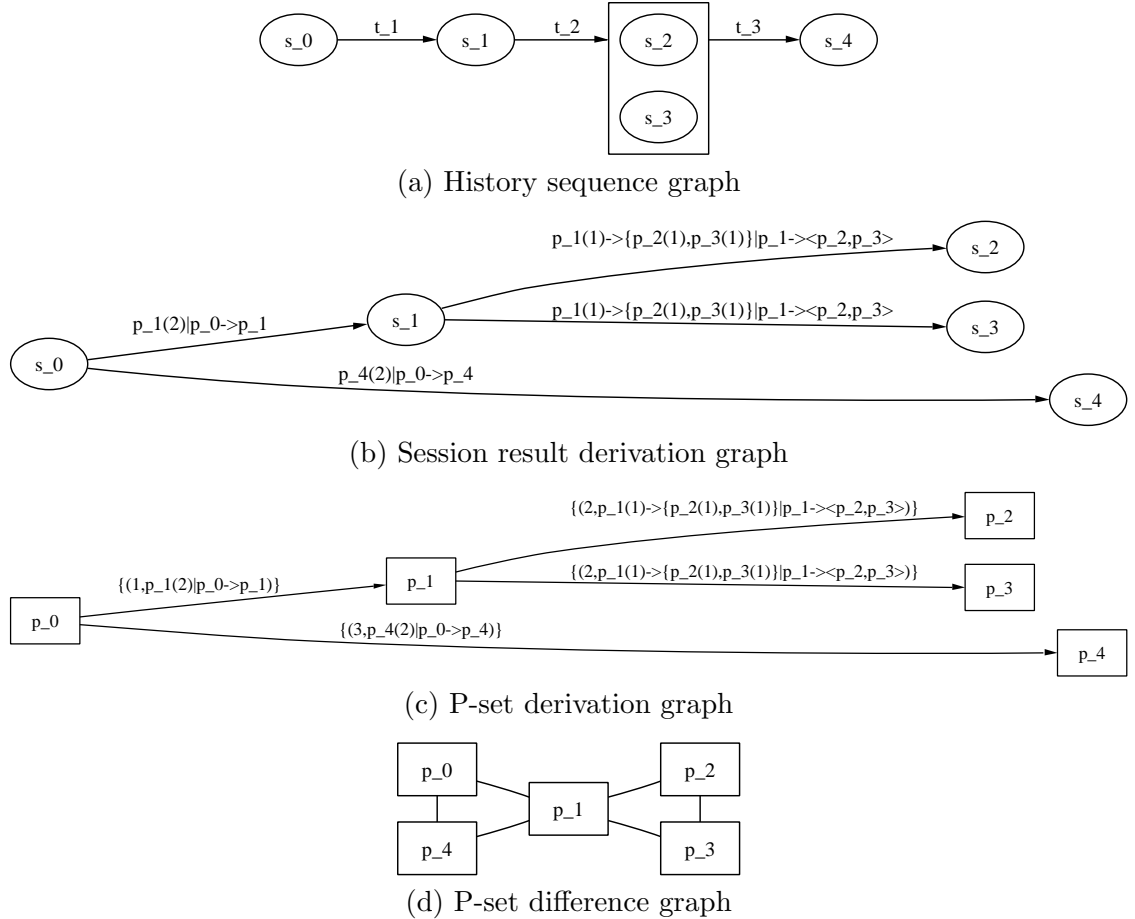 s_0 t_1 s_1 t_2 s_2 t_3 s_4
s_3
(a) History sequence graph
p_1(1)->{p_2(1),p_3(1)}|p_1-><p_2,p_3> s_2
p_1(2)|p_0->p_1 s_1 p_1(1)->{p_2(1),p_3(1)}|p_1-><p_2,p_3> s_3
s_0 p_4(2)|p_0->p_4
s_4
(b) Session result derivation graph
{(2,p_1(1)->{p_2(1),p_3(1)}|p_1-><p_2,p_3>)} p_2
{(1,p_1(2)|p_0->p_1)} p_1 {(2,p_1(1)->{p_2(1),p_3(1)}|p_1-><p_2,p_3>)} p_3
p_0 {(3,p_4(2)|p_0->p_4)}
p_4
(c) P-set derivation graph
p_0 p_2
p_1
p_4 p_3
(d) P-set difference graph